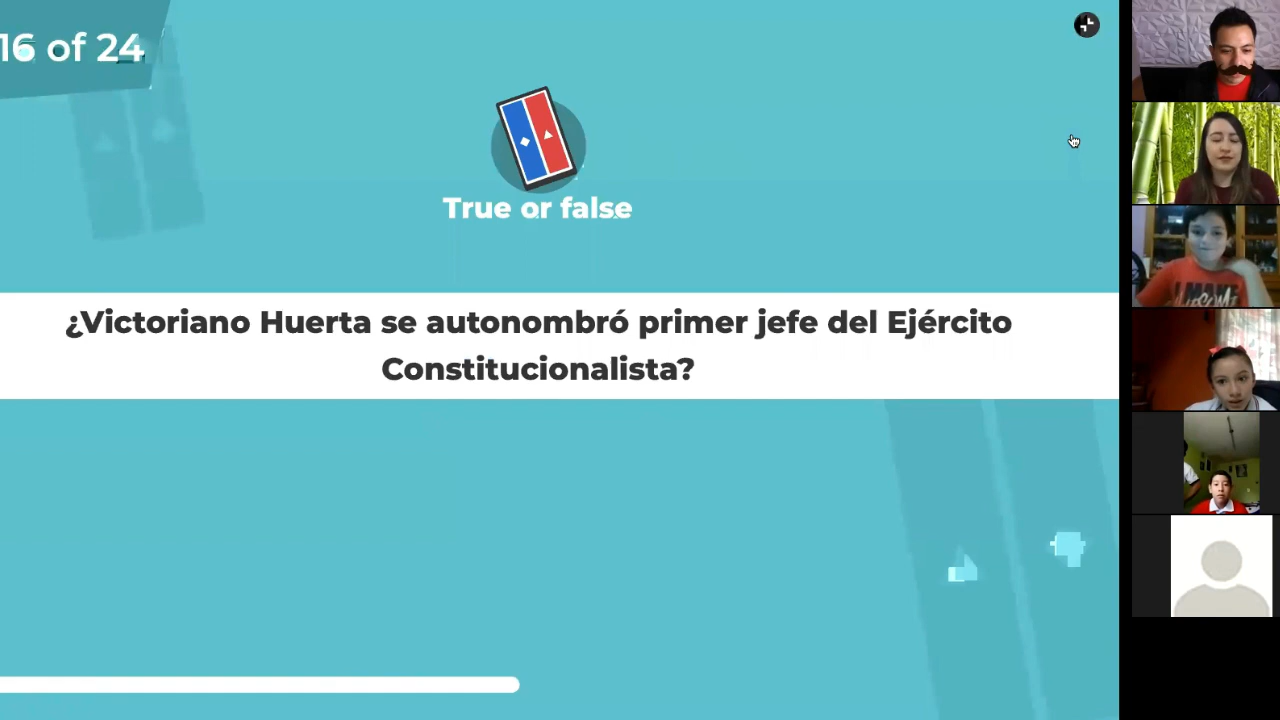 16 of 24
True or false
¿Victoriano Huerta se autonombró primer jefe del Ejército
Constitucionalista?